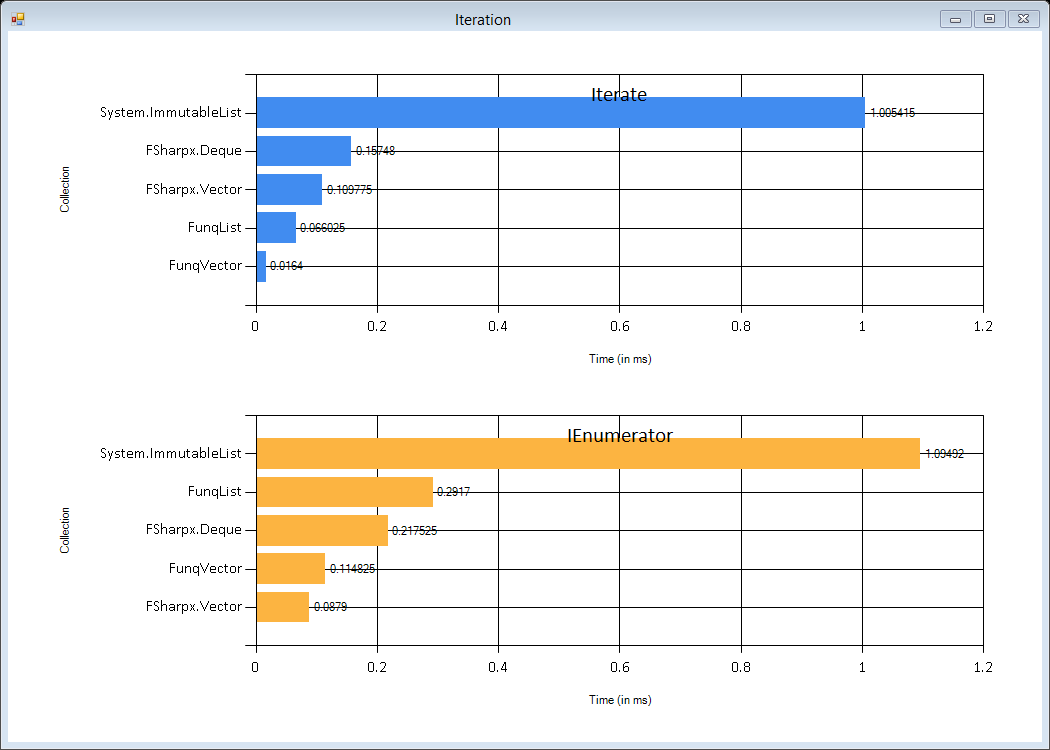 Iteration
Iterate
System.ImmutableList 1.005415
FSharpx.Deque 0.15748
FSharpx.Vector 0.109775
FunqList 0.066025
FunqVector 0.0164
Collection
0 0.2 0.4 0.6 0.8 1 1.2
Time (in ms)
IEnumerator
System.ImmutableList 1.09492
FunqList 0.2917
FSharpx.Deque 0.217525
FunqVector 0.114825
FSharpx.Vector 0.0879
Collection
0 0.2 0.4 0.6 0.8 1 1.2
Time (in ms)